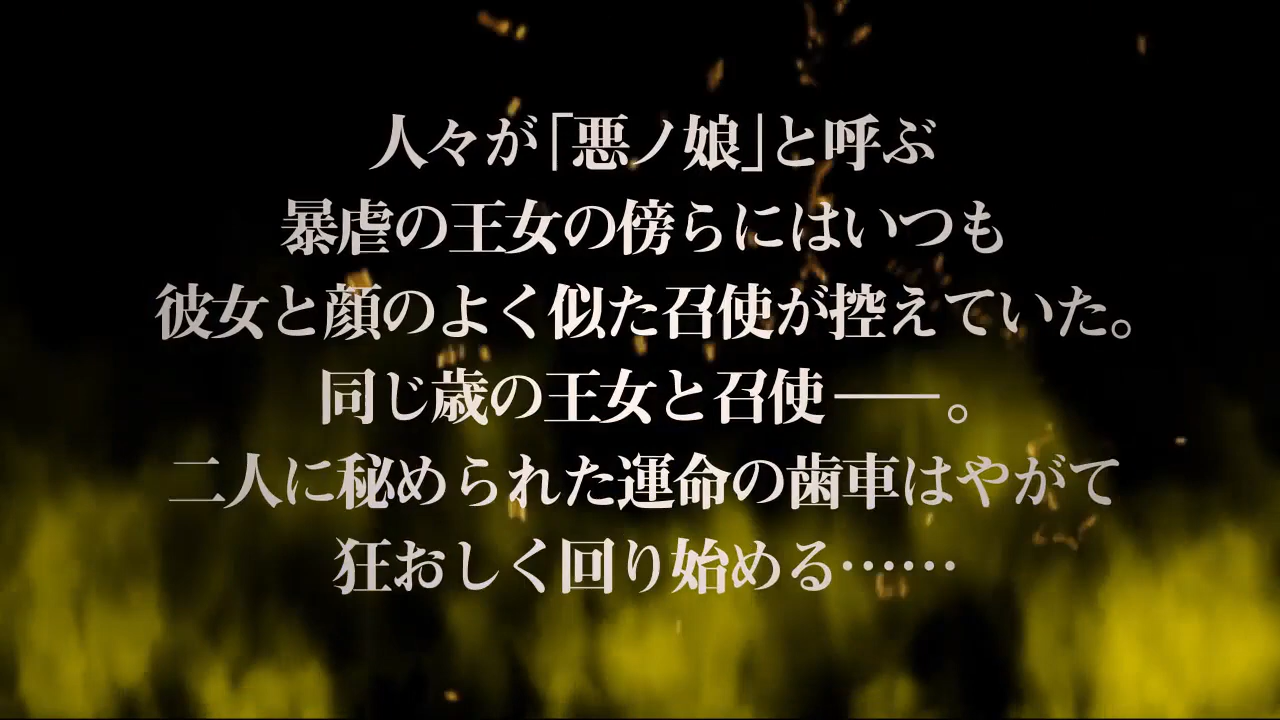 人々が「悪ノ娘」と呼ぶ
暴虐の王女の傍らにはいつも
彼女と顔のよく似た召使が控えていた。
同じ歳の王女と召使――。
二人に秘められた運命の歯車はやがて
狂おしく回り始める……